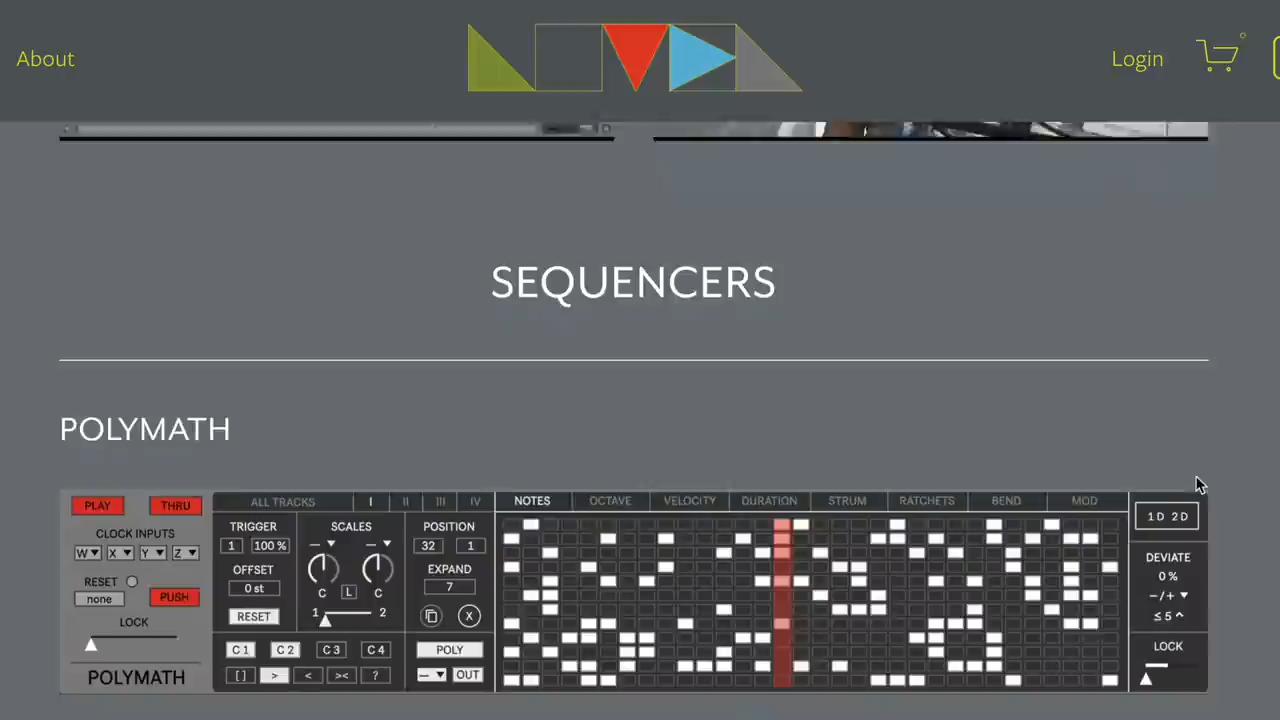 About
Login
SEQUENCERS
POLYMATH
PLAY THRU
CLOCK INPUTS
W X Y Z
RESET
none PUSH
LOCK
POLYMATH
ALL TRACKS I II III IV
TRIGGER
1 100 %
OFFSET
0 st
RESET
SCALES
C L C
1 2
POSITION
32 1
EXPAND
7
X
C 1 C 2 C 3 C 4
[ ] > < >< ?
POLY
– OUT
NOTES OCTAVE VELOCITY DURATION STRUM RATCHETS BEND MOD
1D 2D
DEVIATE
0 %
–/+
≤ 5
LOCK